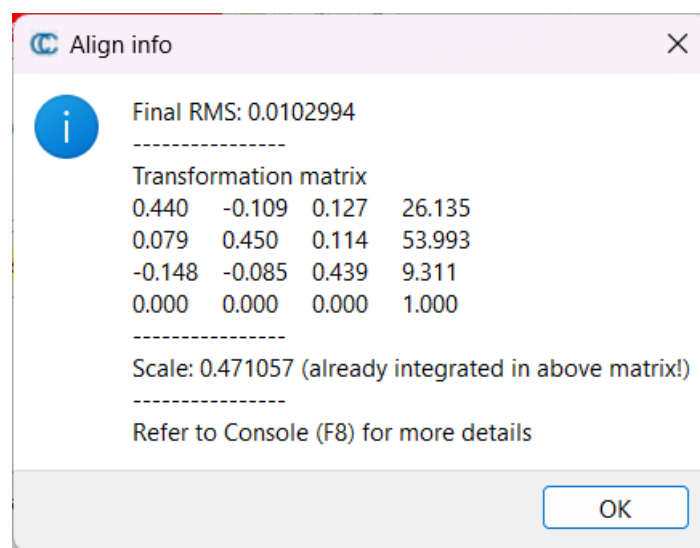 Align info
Final RMS: 0.0102994
----------------
Transformation matrix
0.440 -0.109 0.127 26.135
0.079 0.450 0.114 53.993
-0.148 -0.085 0.439 9.311
0.000 0.000 0.000 1.000
----------------
Scale: 0.471057 (already integrated in above matrix!)
----------------
Refer to Console (F8) for more details
OK